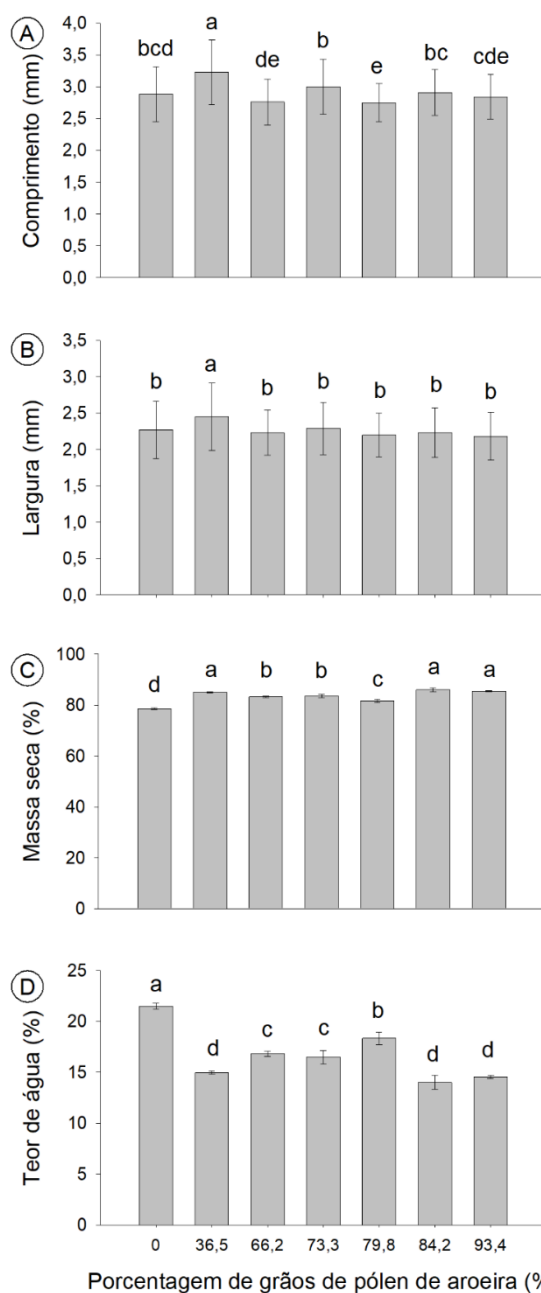 A
Comprimento (mm)
4,0
3,5
3,0
2,5
2,0
1,5
1,0
0,5
0,0
bcd a de b e bc cde
B
Largura (mm)
3,5
3,0
2,5
2,0
1,5
1,0
0,5
0,0
b a b b b b b
C
Massa seca (%)
100
80
60
40
20
0
d a b b c a a
D
Teor de água (%)
25
20
15
10
5
0
a d c c b d d
0 36,5 66,2 73,3 79,8 84,2 93,4
Porcentagem de grãos de pólen de aroeira (%